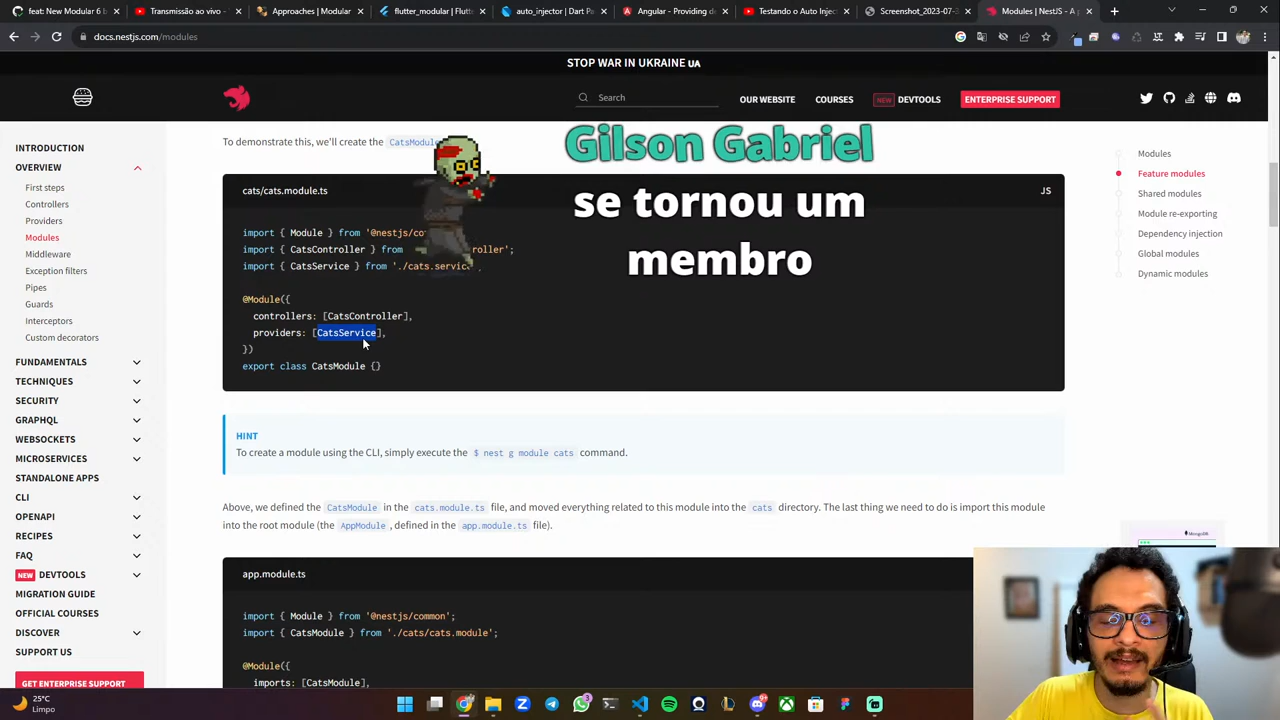 feat: New Modular 6
Transmissão ao vivo
Approaches | Modular
flutter_modular | Flutt
auto_injector | Dart Pa
Angular - Providing de
Testando o Auto Injec
Screenshot_2023-07-3
Modules | NestJS - A p
docs.nestjs.com/modules
STOP WAR IN UKRAINE UA
Search
OUR WEBSITE
COURSES
NEW DEVTOOLS
ENTERPRISE SUPPORT
INTRODUCTION
OVERVIEW
First steps
Controllers
Providers
Modules
Middleware
Exception filters
Pipes
Guards
Interceptors
Custom decorators
FUNDAMENTALS
TECHNIQUES
SECURITY
GRAPHQL
WEBSOCKETS
MICROSERVICES
STANDALONE APPS
CLI
OPENAPI
RECIPES
FAQ
NEW DEVTOOLS
MIGRATION GUIDE
OFFICIAL COURSES
DISCOVER
SUPPORT US
GET ENTERPRISE SUPPORT
To demonstrate this, we'll create the CatsModule
Gilson Gabriel
se tornou um
membro
cats/cats.module.ts
JS
import { Module } from '@nestjs/co
import { CatsController } from roller';
import { CatsService } from './cats.service
@Module({
controllers: [CatsController],
providers: [CatsService],
})
export class CatsModule {}
HINT
To create a module using the CLI, simply execute the $ nest g module cats command.
Above, we defined the CatsModule in the cats.module.ts file, and moved everything related to this module into the cats directory. The last thing we need to do is import this module
into the root module (the AppModule , defined in the app.module.ts file).
app.module.ts
import { Module } from '@nestjs/common';
import { CatsModule } from './cats/cats.module';
@Module({
imports: [CatsModule],
Modules
Feature modules
Shared modules
Module re-exporting
Dependency injection
Global modules
Dynamic modules
MongoDB
25°C
Limpo